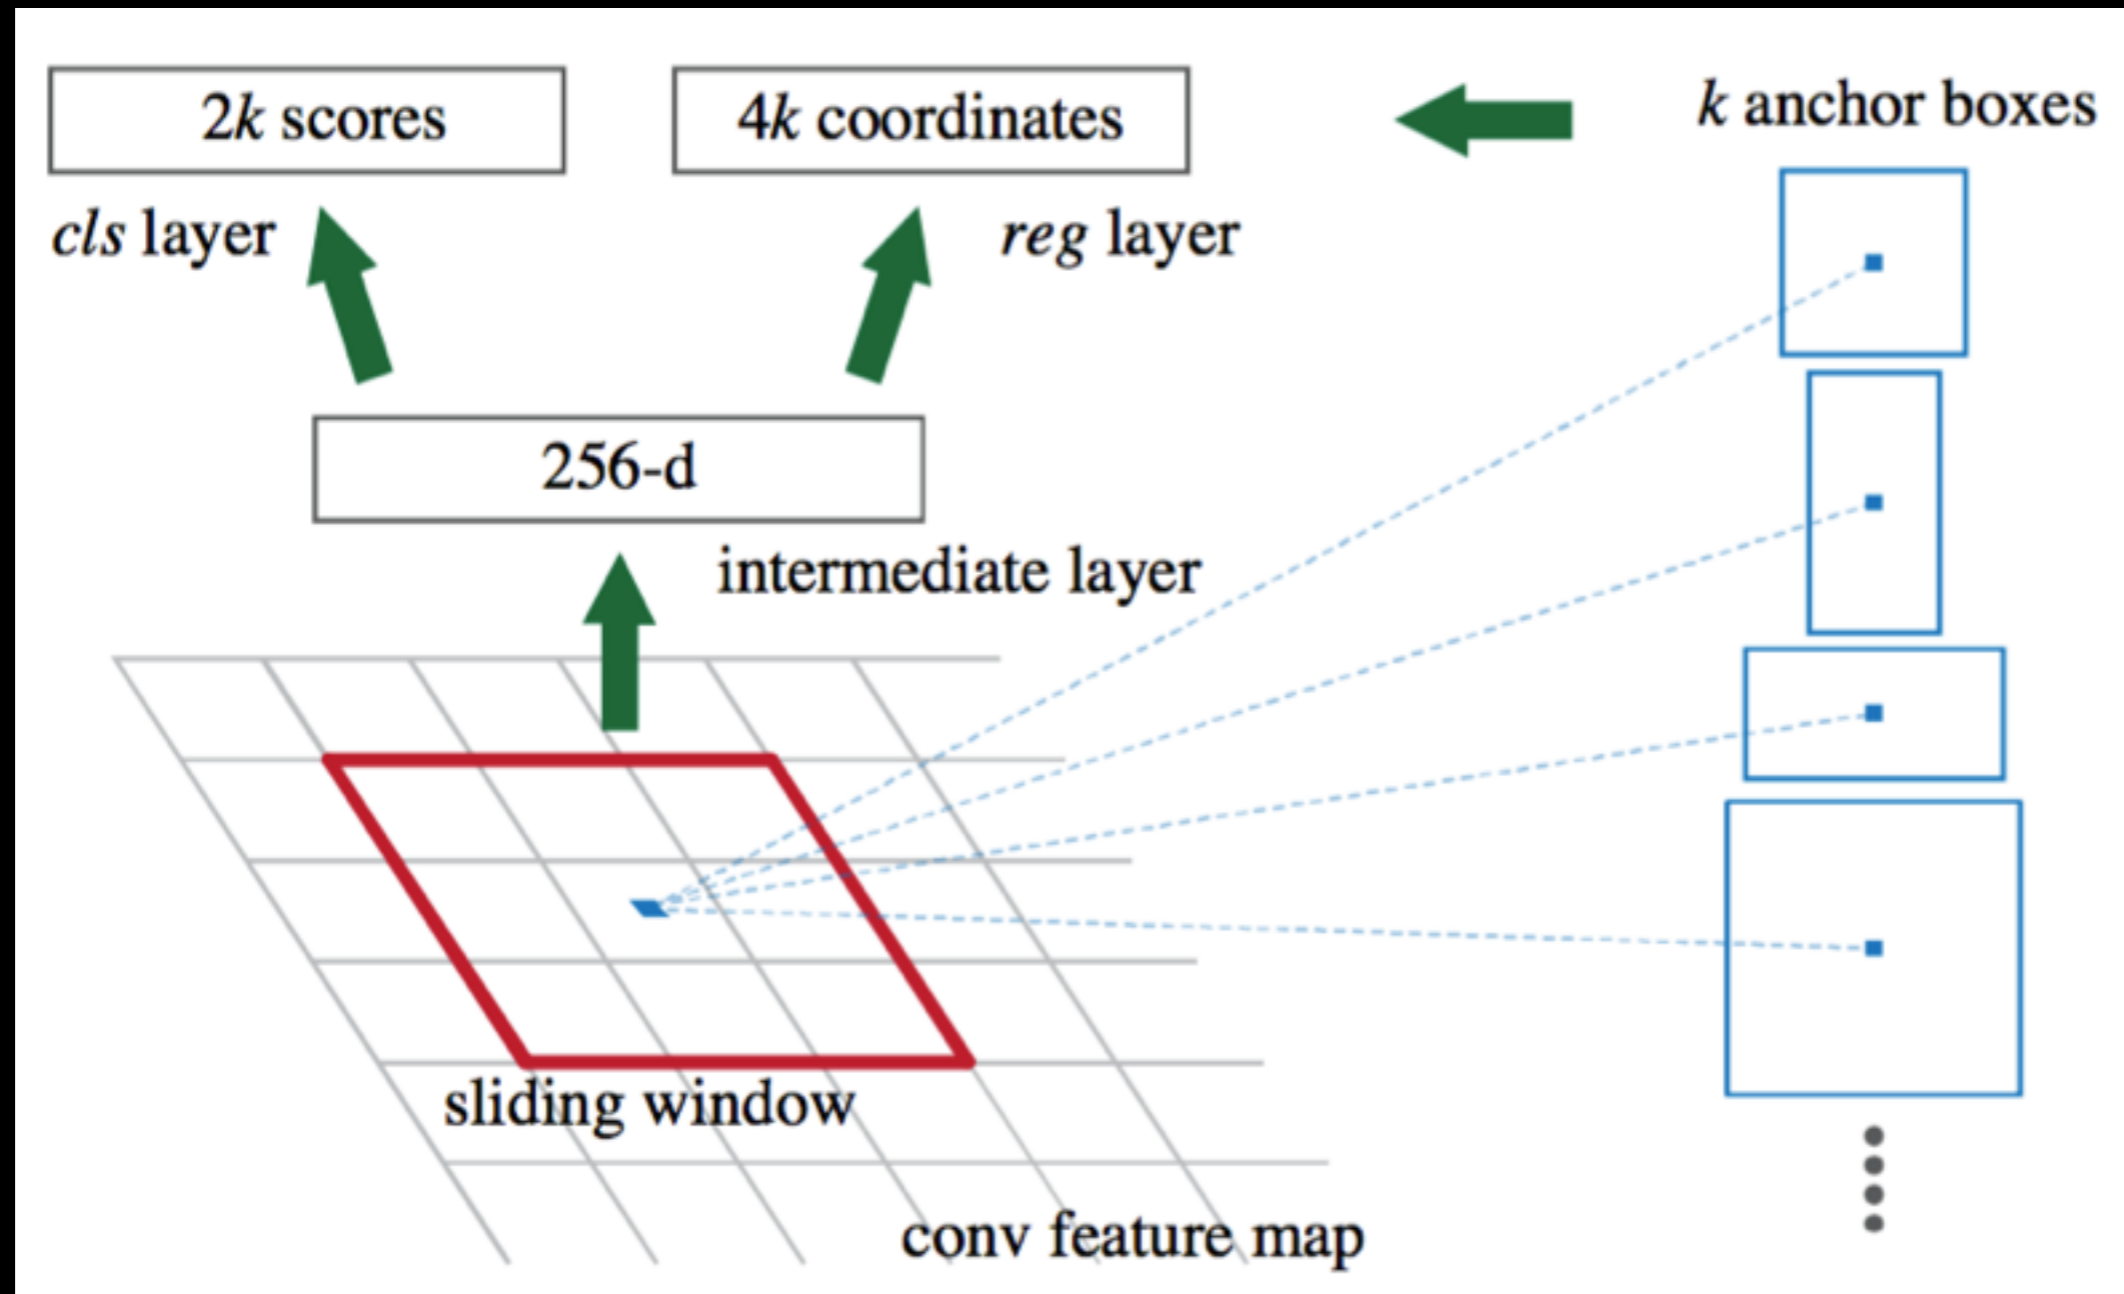 2k scores
4k coordinates
k anchor boxes
cls layer
reg layer
256-d
intermediate layer
sliding window
conv feature map